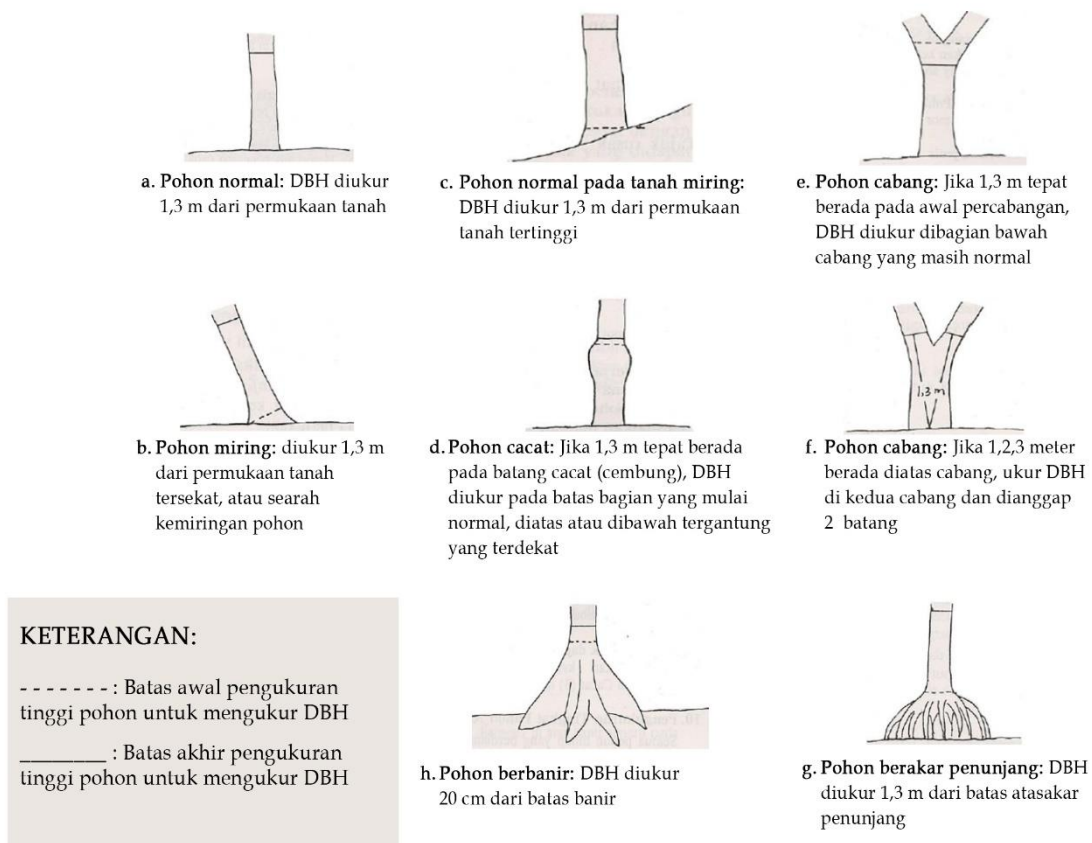 a. Pohon normal: DBH diukur
1,3 m dari permukaan tanah
c. Pohon normal pada tanah miring:
DBH diukur 1,3 m dari permukaan
tanah tertinggi
e. Pohon cabang: Jika 1,3 m tepat
berada pada awal percabangan,
DBH diukur dibagian bawah
cabang yang masih normal
1,3 m
b. Pohon miring: diukur 1,3 m
dari permukaan tanah
tersekat, atau searah
kemiringan pohon
d. Pohon cacat: Jika 1,3 m tepat berada
pada batang cacat (cembung), DBH
diukur pada batas bagian yang mulai
normal, diatas atau dibawah tergantung
yang terdekat
f. Pohon cabang: Jika 1,2,3 meter
berada diatas cabang, ukur DBH
di kedua cabang dan dianggap
2 batang
KETERANGAN:
- - - - - - - : Batas awal pengukuran
tinggi pohon untuk mengukur DBH
_________ : Batas akhir pengukuran
tinggi pohon untuk mengukur DBH
h. Pohon berbanir: DBH diukur
20 cm dari batas banir
g. Pohon berakar penunjang: DBH
diukur 1,3 m dari batas atasakar
penunjang